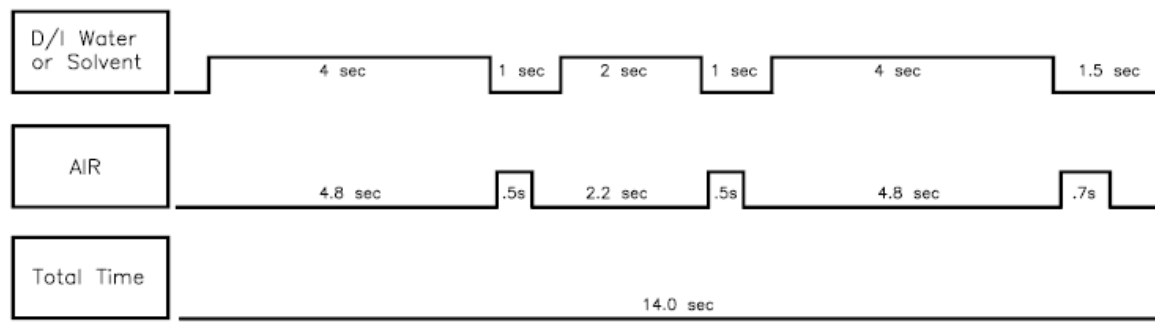 D/I Water
or Solvent
4 sec
1 sec
2 sec
1 sec
4 sec
1.5 sec
AIR
4.8 sec
.5s
2.2 sec
.5s
4.8 sec
.7s
Total Time
14.0 sec